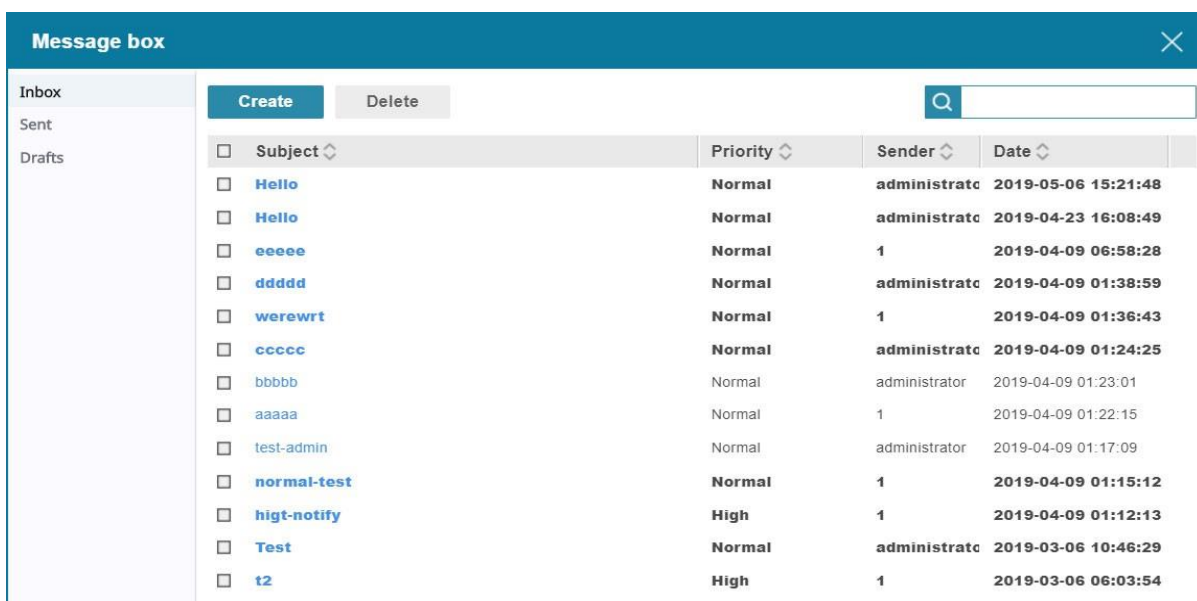 Message box
Inbox
Sent
Drafts
Create Delete
Subject Priority Sender Date
Hello Normal administrato 2019-05-06 15:21:48
Hello Normal administrato 2019-04-23 16:08:49
eeeee Normal 1 2019-04-09 06:58:28
ddddd Normal administrato 2019-04-09 01:38:59
werewrt Normal 1 2019-04-09 01:36:43
ccccc Normal administrato 2019-04-09 01:24:25
bbbbb Normal administrator 2019-04-09 01:23:01
aaaaa Normal 1 2019-04-09 01:22:15
test-admin Normal administrator 2019-04-09 01:17:09
normal-test Normal 1 2019-04-09 01:15:12
higt-notify High 1 2019-04-09 01:12:13
Test Normal administrato 2019-03-06 10:46:29
t2 High 1 2019-03-06 06:03:54